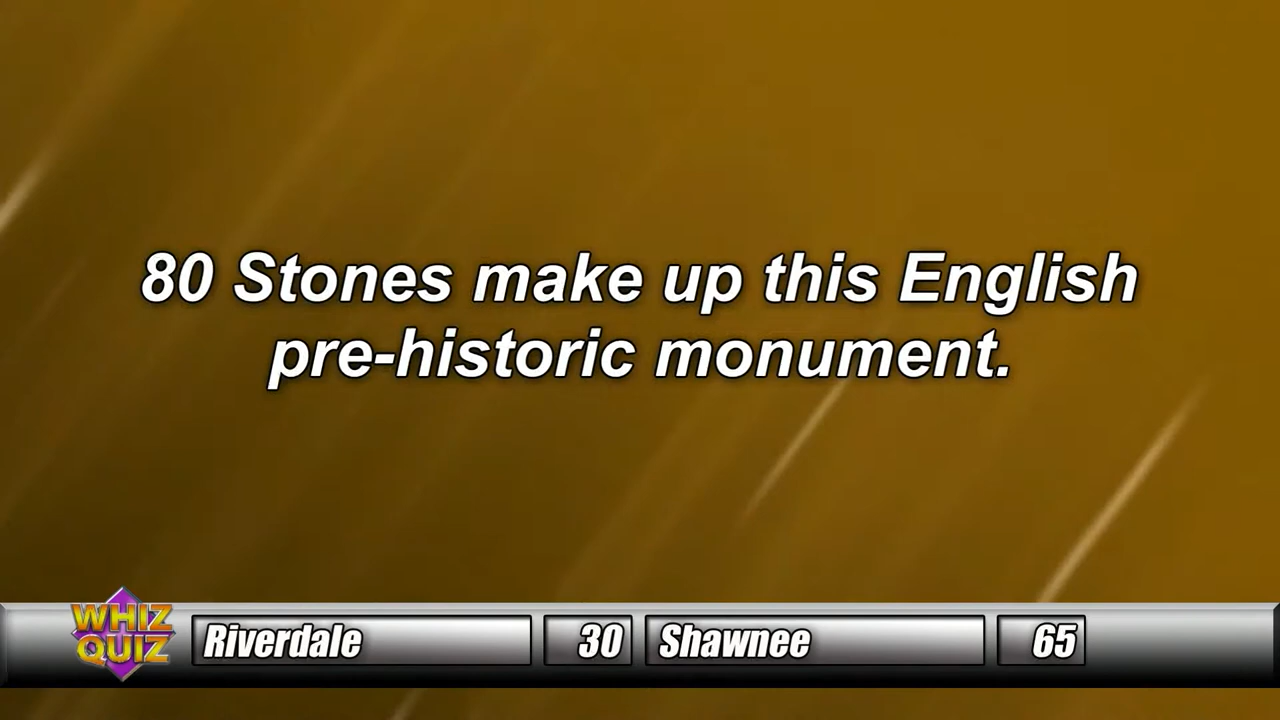 80 Stones make up this English
pre-historic monument.
WHIZ
QUIZ
Riverdale 30 Shawnee 65